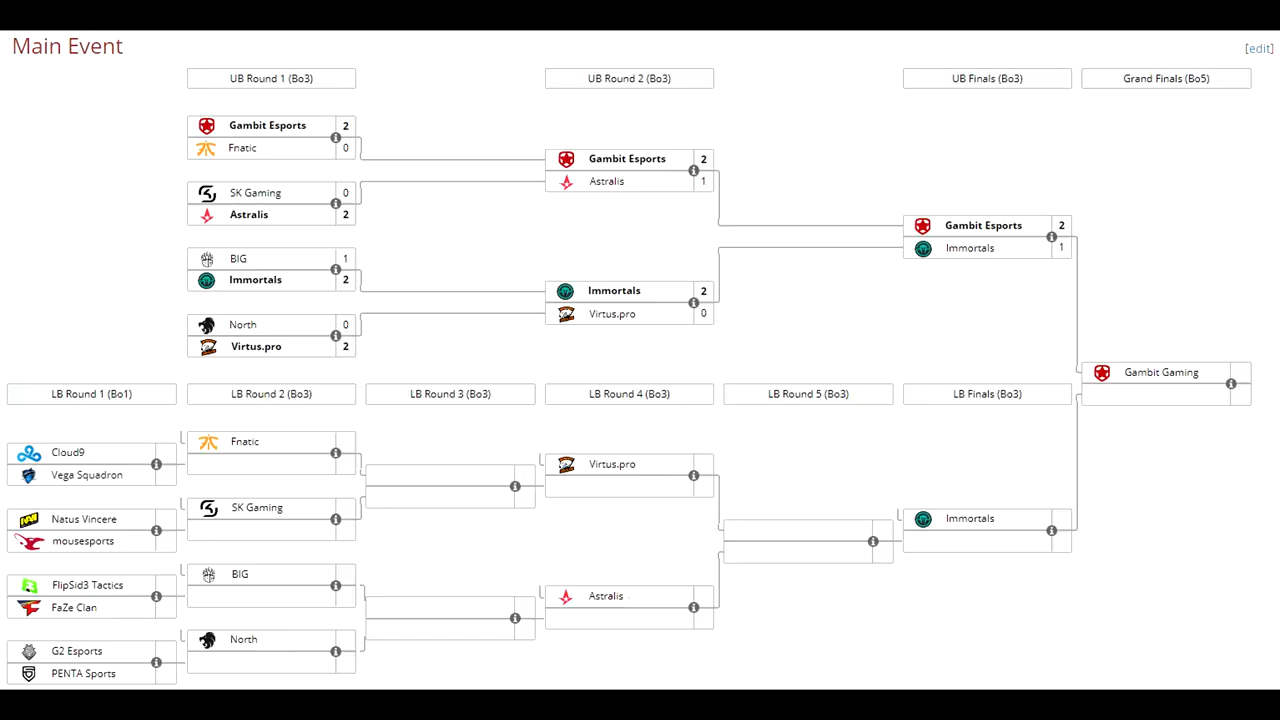 Main Event
[edit]
UB Round 1 (Bo3)
UB Round 2 (Bo3)
UB Finals (Bo3)
Grand Finals (Bo5)
Gambit Esports 2
Fnatic 0
SK Gaming 0
Astralis 2
BIG 1
Immortals 2
North 0
Virtus.pro 2
Gambit Esports 2
Astralis 1
Immortals 2
Virtus.pro 0
Gambit Esports 2
Immortals 1
Gambit Gaming
LB Round 1 (Bo1)
LB Round 2 (Bo3)
LB Round 3 (Bo3)
LB Round 4 (Bo3)
LB Round 5 (Bo3)
LB Finals (Bo3)
Cloud9
Vega Squadron
Natus Vincere
mousesports
FlipSid3 Tactics
FaZe Clan
G2 Esports
PENTA Sports
Fnatic
SK Gaming
BIG
North
Virtus.pro
Astralis
Immortals